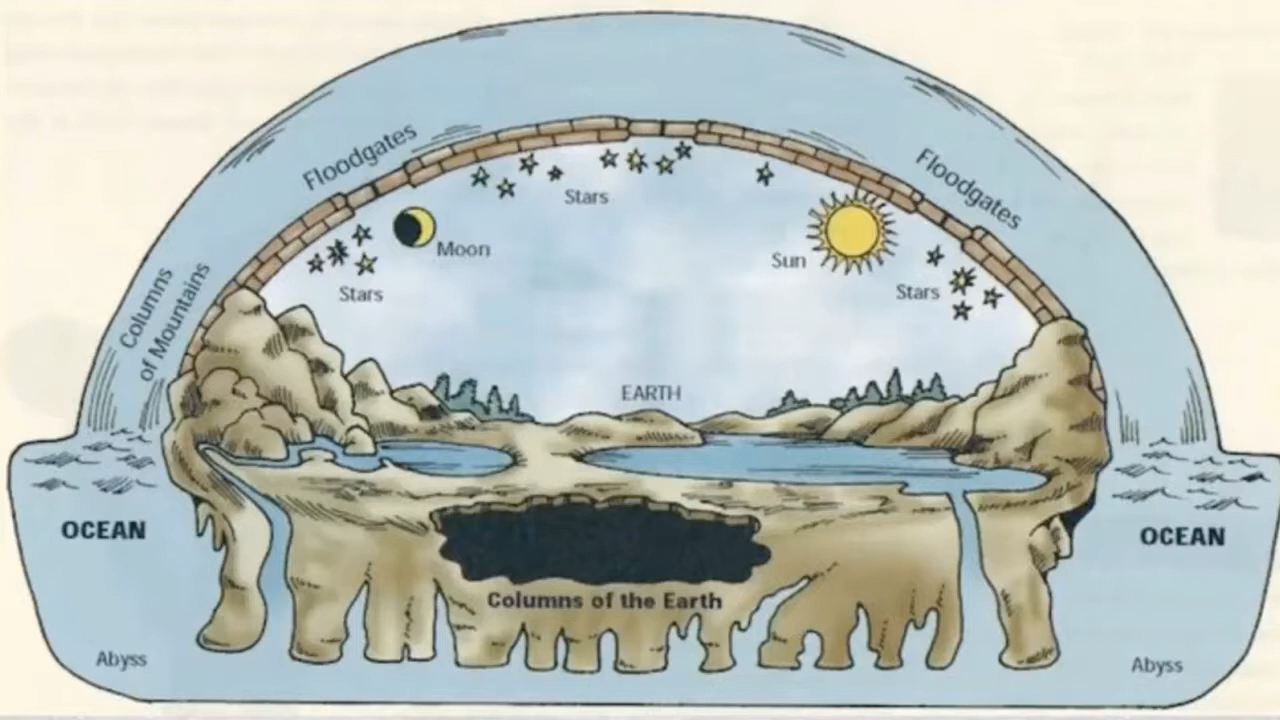 Floodgates
Floodgates
Stars
Moon
Sun
Stars
Stars
Columns
of Mountains
EARTH
OCEAN
OCEAN
Columns of the Earth
Abyss
Abyss